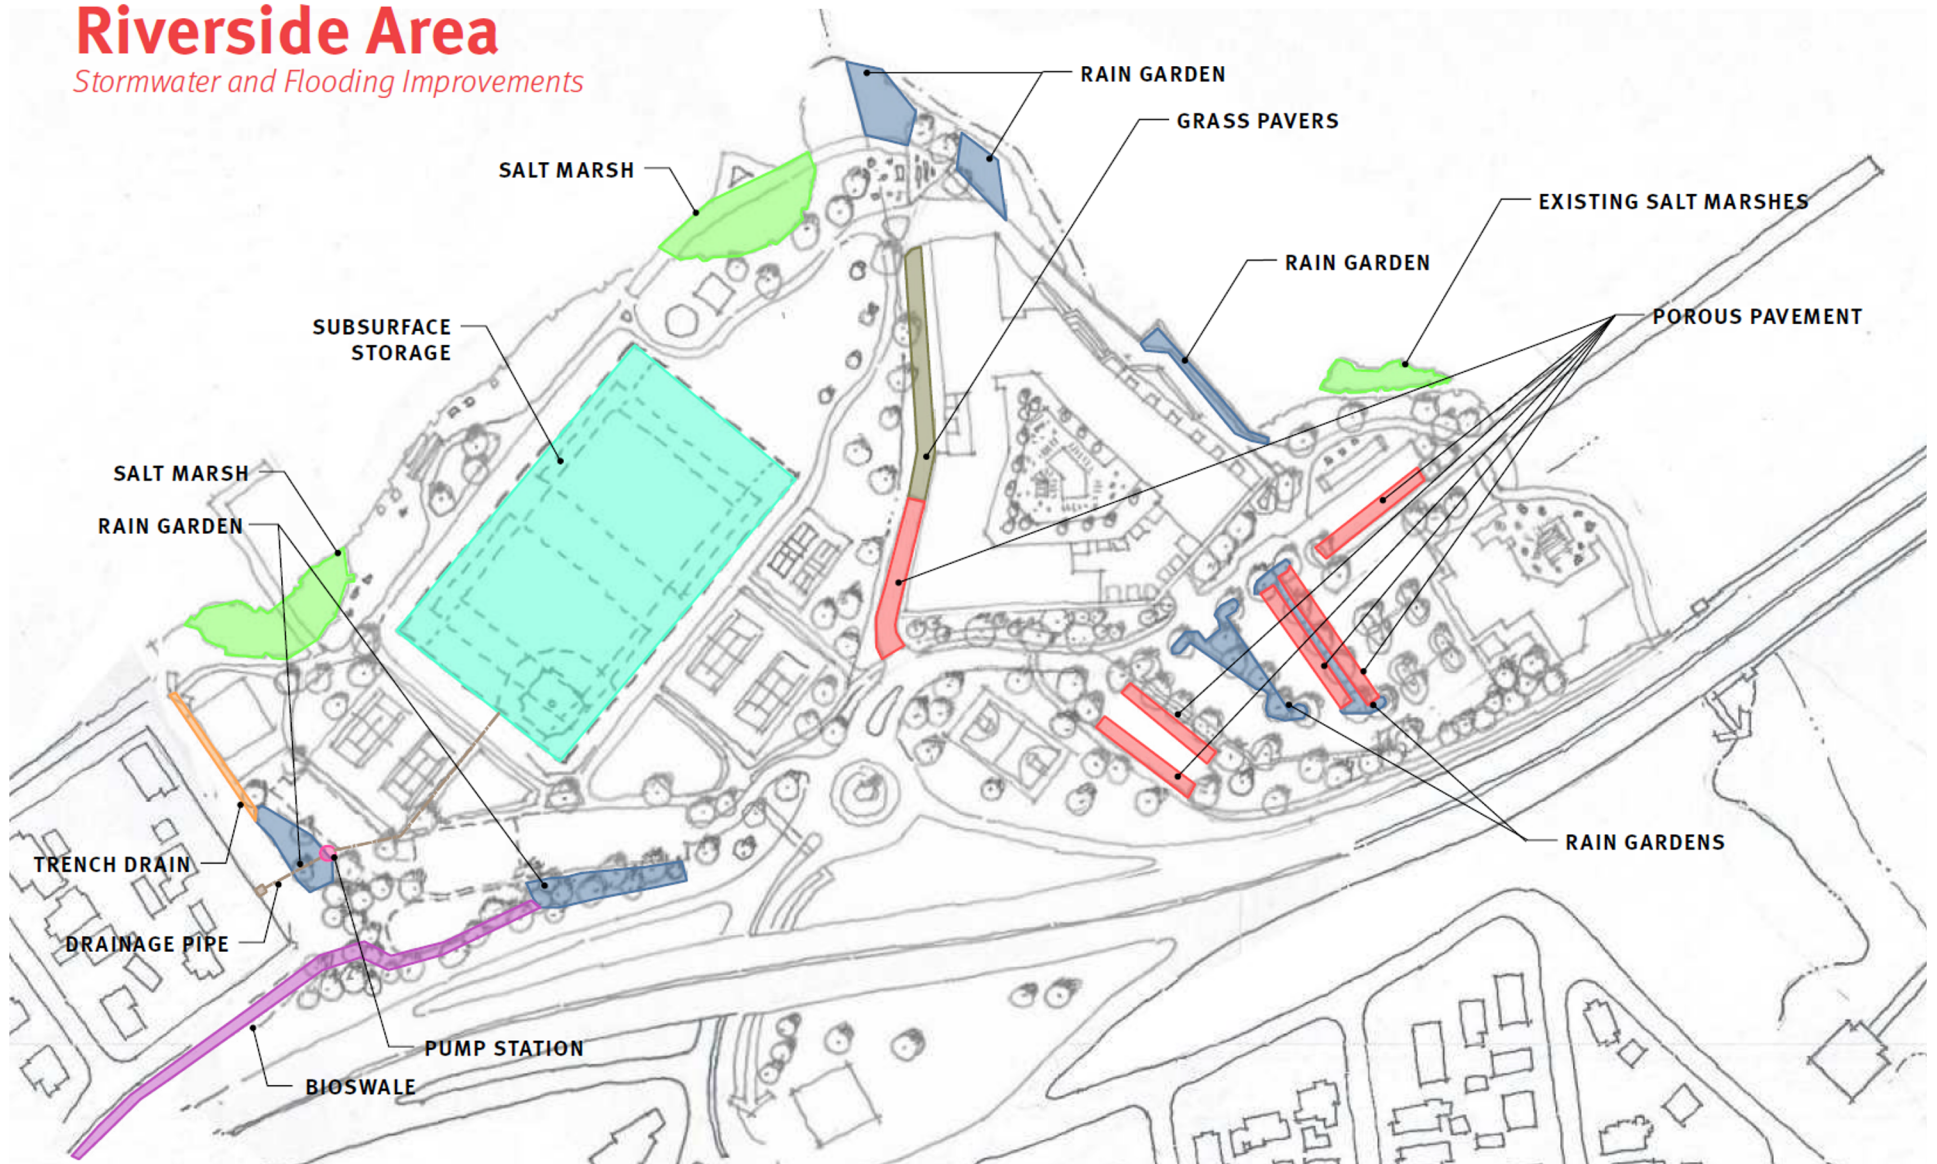 Riverside Area
Stormwater and Flooding Improvements
RAIN GARDEN
GRASS PAVERS
SALT MARSH
EXISTING SALT MARSHES
RAIN GARDEN
POROUS PAVEMENT
SUBSURFACE
STORAGE
SALT MARSH
RAIN GARDEN
RAIN GARDENS
TRENCH DRAIN
DRAINAGE PIPE
PUMP STATION
BIOSWALE